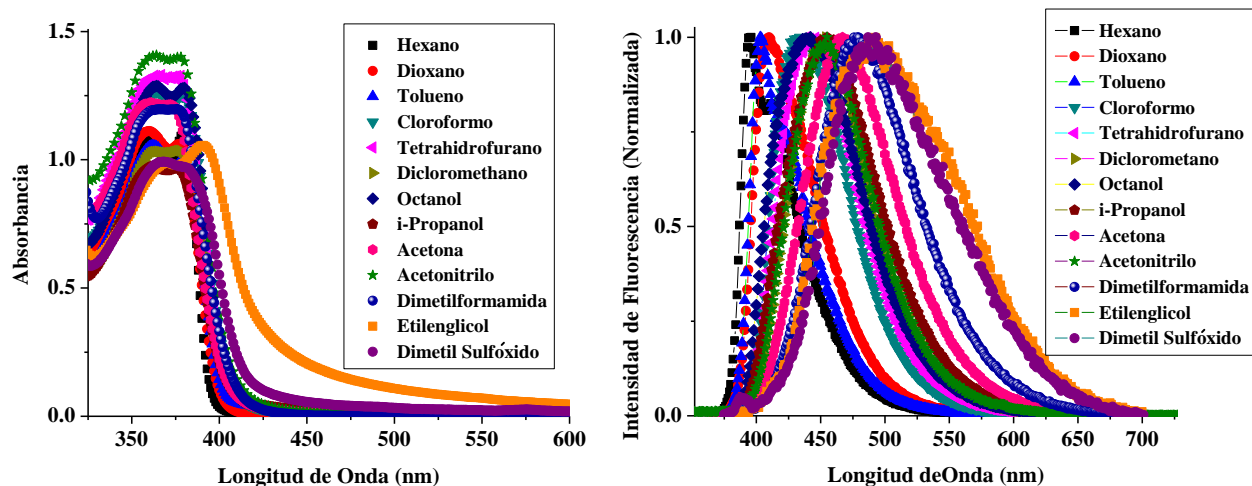 Absorbancia
1.5
1.0
0.5
0.0
350
400
450
500
550
600
Longitud de Onda (nm)
Hexano
Dioxano
Tolueno
Cloroformo
Tetrahidrofurano
Dicloromethano
Octanol
i-Propanol
Acetona
Acetonitrilo
Dimetilformamida
Etilenglicol
Dimetil Sulfóxido
Intensidad de Fluorescencia (Normalizada)
1.0
0.5
0.0
400
450
500
550
600
650
700
Longitud deOnda (nm)
Hexano
Dioxano
Tolueno
Cloroformo
Tetrahidrofurano
Diclorometano
Octanol
i-Propanol
Acetona
Acetonitrilo
Dimetilformamida
Etilenglicol
Dimetil Sulfóxido